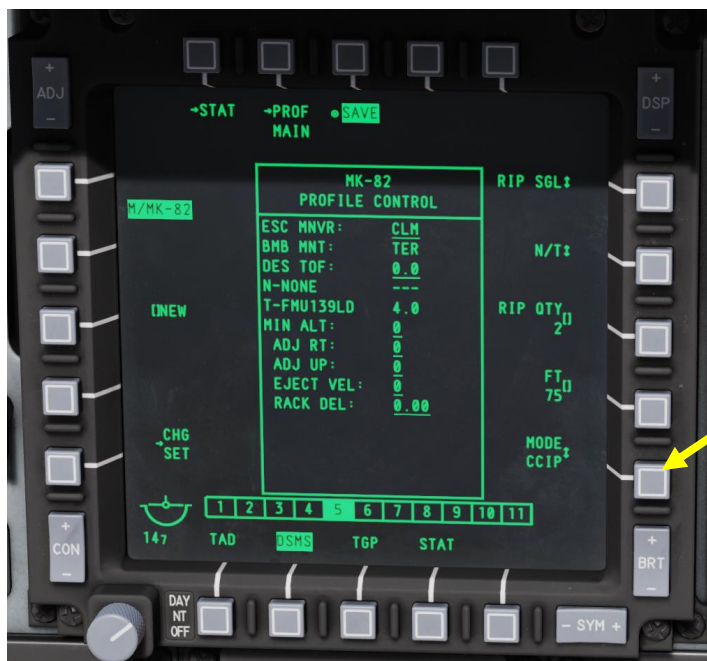 +
ADJ
-
+
DSP
-
→STAT →PROF MAIN ●SAVE
MK-82
PROFILE CONTROL
M/MK-82
RIP SGL↕
ESC MNVR: CLM
BMB MNT: TER
DES TOF: 0.0
N-NONE ---
T-FMU139LD 4.0
MIN ALT: 0
ADJ RT: 0
ADJ UP: 0
EJECT VEL: 0
RACK DEL: 0.00
N/T↕
[]NEW
RIP QTY[]
2
FT[]
75
→CHG
SET
MODE↕
CCIP
1 2 3 4 5 6 7 8 9 10 11
147 TAD DSMS TGP STAT
+
CON
-
+
BRT
-
DAY
NT
OFF
- SYM +